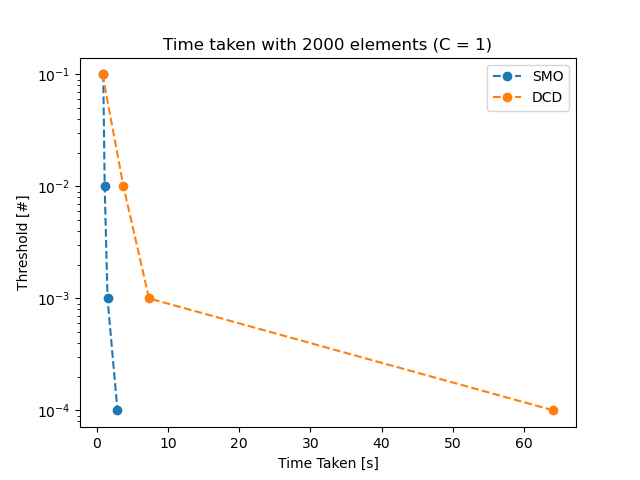 Time taken with 2000 elements (C = 1)
SMO
DCD
Threshold [#]
10⁻¹
10⁻²
10⁻³
10⁻⁴
0 10 20 30 40 50 60
Time Taken [s]